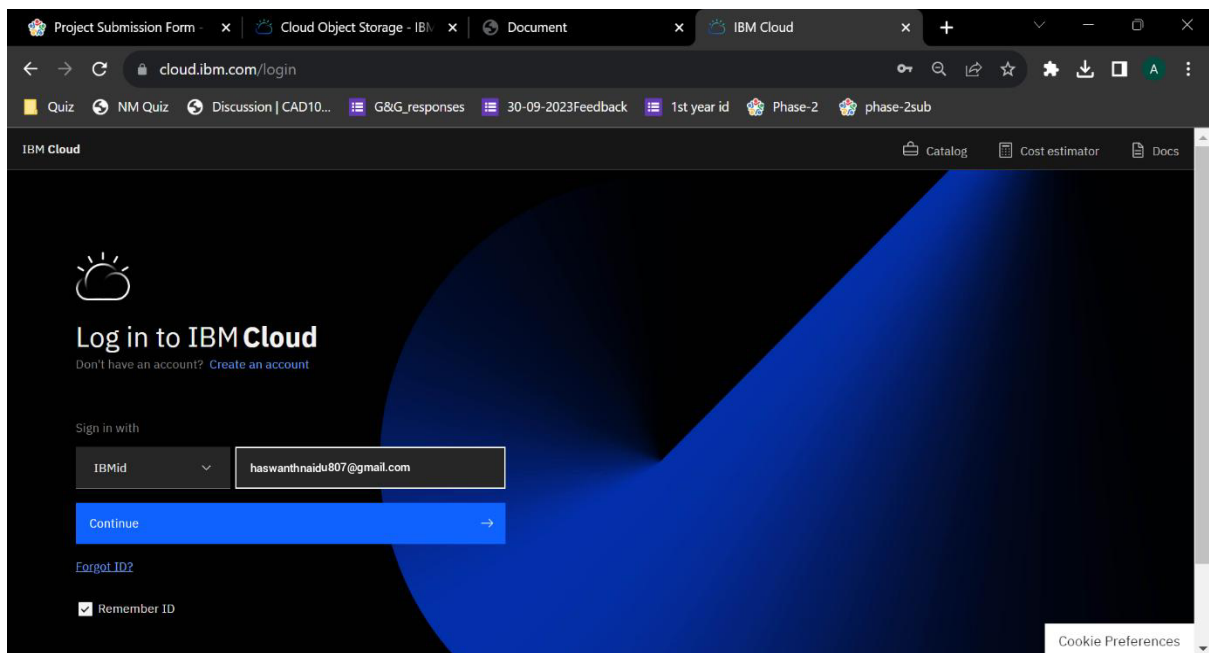 Project Submission Form -
Cloud Object Storage - IBM
Document
IBM Cloud
cloud.ibm.com/login
A
Quiz
NM Quiz
Discussion | CAD10...
G&G_responses
30-09-2023Feedback
1st year id
Phase-2
phase-2sub
IBM Cloud
Catalog
Cost estimator
Docs
Log in to IBM Cloud
Don't have an account? Create an account
Sign in with
IBMid
haswanthnaidu807@gmail.com
Continue
Forgot ID?
Remember ID
Cookie Preferences